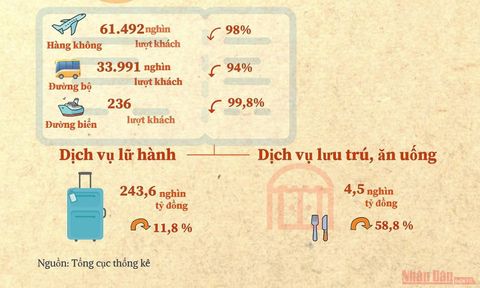 61.492 nghìn
Hàng không lượt khách
98%
33.991 nghìn
Đường bộ lượt khách
94%
236
Đường biển lượt khách
99,8%
Dịch vụ lữ hành
Dịch vụ lưu trú, ăn uống
243,6 nghìn
tỷ đồng
11,8 %
4,5 nghìn
tỷ đồng
58,8 %
Nguồn: Tổng cục thống kê
Nhân Dân